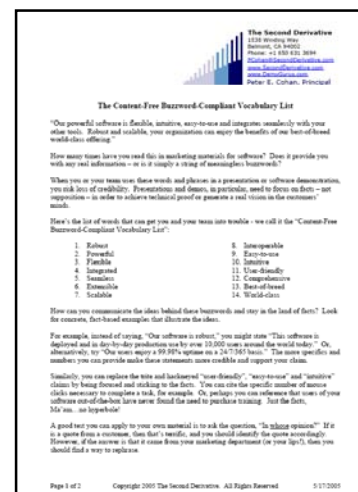 The Second Derivative
1538 Winding Way
Belmont, CA 94002
Phone: +1 650 631 3694
PCohan@SecondDerivative.com
www.SecondDerivative.com
www.DemoGurus.com
Peter E. Cohan, Principal
The Content-Free Buzzword-Compliant Vocabulary List
"Our powerful software is flexible, intuitive, easy-to-use and integrates seamlessly with your
other tools. Robust and scalable, your organization can enjoy the benefits of our best-of-breed
world-class offering."
How many times have you read this in marketing materials for software? Does it provide you
with any real information – or is it simply a string of meaningless buzzwords?
When you or your team uses these words and phrases in a presentation or software demonstration,
you risk loss of credibility. Presentations and demos, in particular, need to focus on facts – not
supposition – in order to achieve technical proof or generate a real vision in the customers'
minds.
Here's the list of words that can get you and your team into trouble - we call it the "Content-Free
Buzzword-Compliant Vocabulary List":
1. Robust
2. Powerful
3. Flexible
4. Integrated
5. Seamless
6. Extensible
7. Scalable
8. Interoperable
9. Easy-to-use
10. Intuitive
11. User-friendly
12. Comprehensive
13. Best-of-breed
14. World-class
How can you communicate the ideas behind these buzzwords and stay in the land of facts? Look
for concrete, fact-based examples that illustrate the ideas.
For example, instead of saying, "Our software is robust," you might state "This software is
deployed and in day-by-day production use by over 10,000 users around the world today." Or,
alternatively, try "Our users enjoy a 99.98% uptime on a 24/7/365 basis." The more specifics and
numbers you can provide make these statements more credible and support your claim.
Similarly, you can replace the trite and hackneyed "user-friendly", "easy-to-use" and "intuitive"
claims by being focused and sticking to the facts. You can cite the specific number of mouse
clicks necessary to complete a task, for example. Or, perhaps you can reference that users of your
software out-of-the-box have never found the need to purchase training. Just the facts,
Ma'am…no hyperbole!
A good test you can apply to your own material is to ask the question, "In whose opinion?" If it
is a quote from a customer, then that's terrific, and you should identify the quote accordingly.
However, if the answer is that it came from your marketing department (or your lips!), then you
should find a way to rephrase.
Page 1 of 2 Copyright 2005 The Second Derivative. All Rights Reserved 5/17/2005